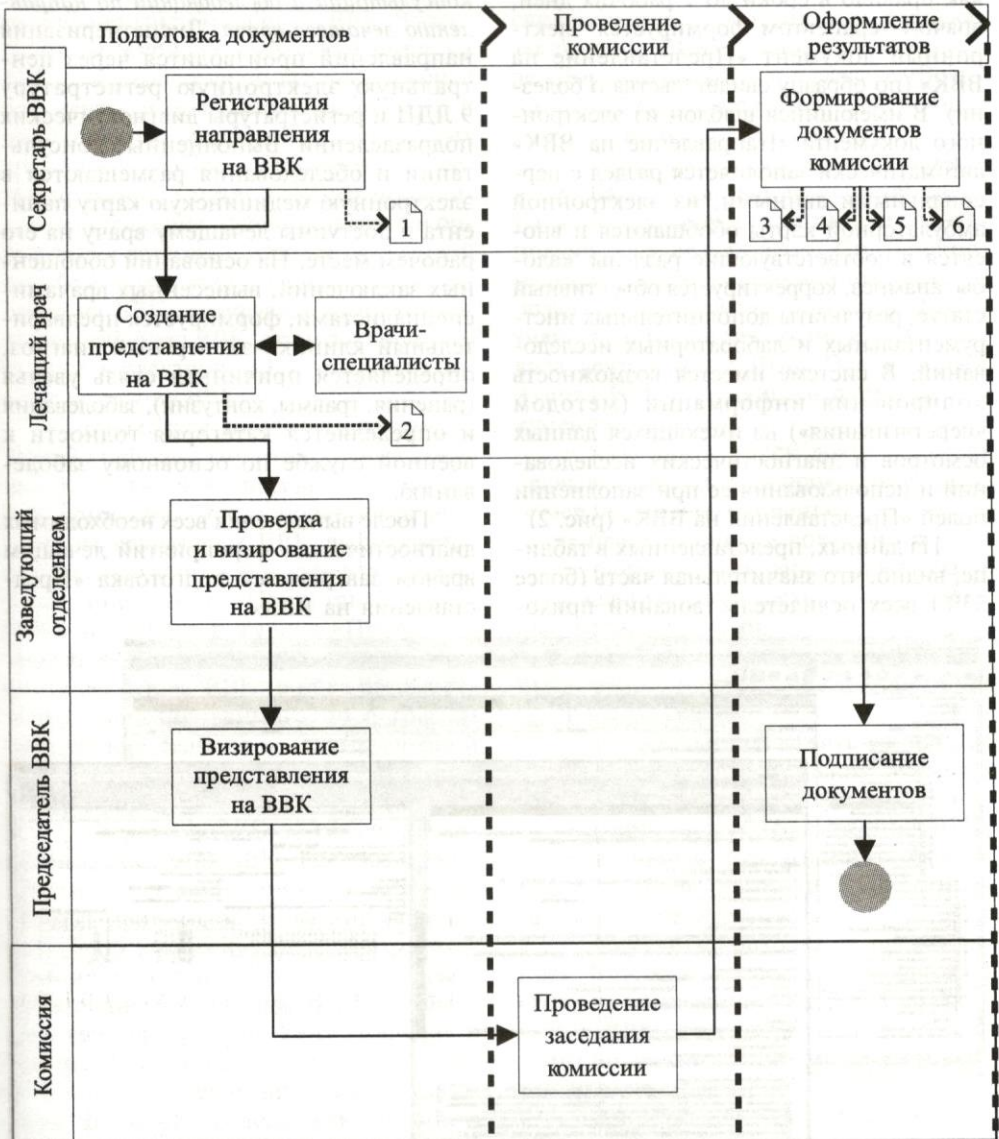 Подготовка документов
Проведение
комиссии
Оформление
результатов
Секретарь ВВК
Регистрация
направления
на ВВК
1
Формирование
документов
комиссии
3
4
5
6
Лечащий врач
Создание
представления
на ВВК
Врачи-
специалисты
2
Заведующий
отделением
Проверка
и визирование
представления
на ВВК
Председатель ВВК
Визирование
представления
на ВВК
Подписание
документов
Комиссия
Проведение
заседания
комиссии